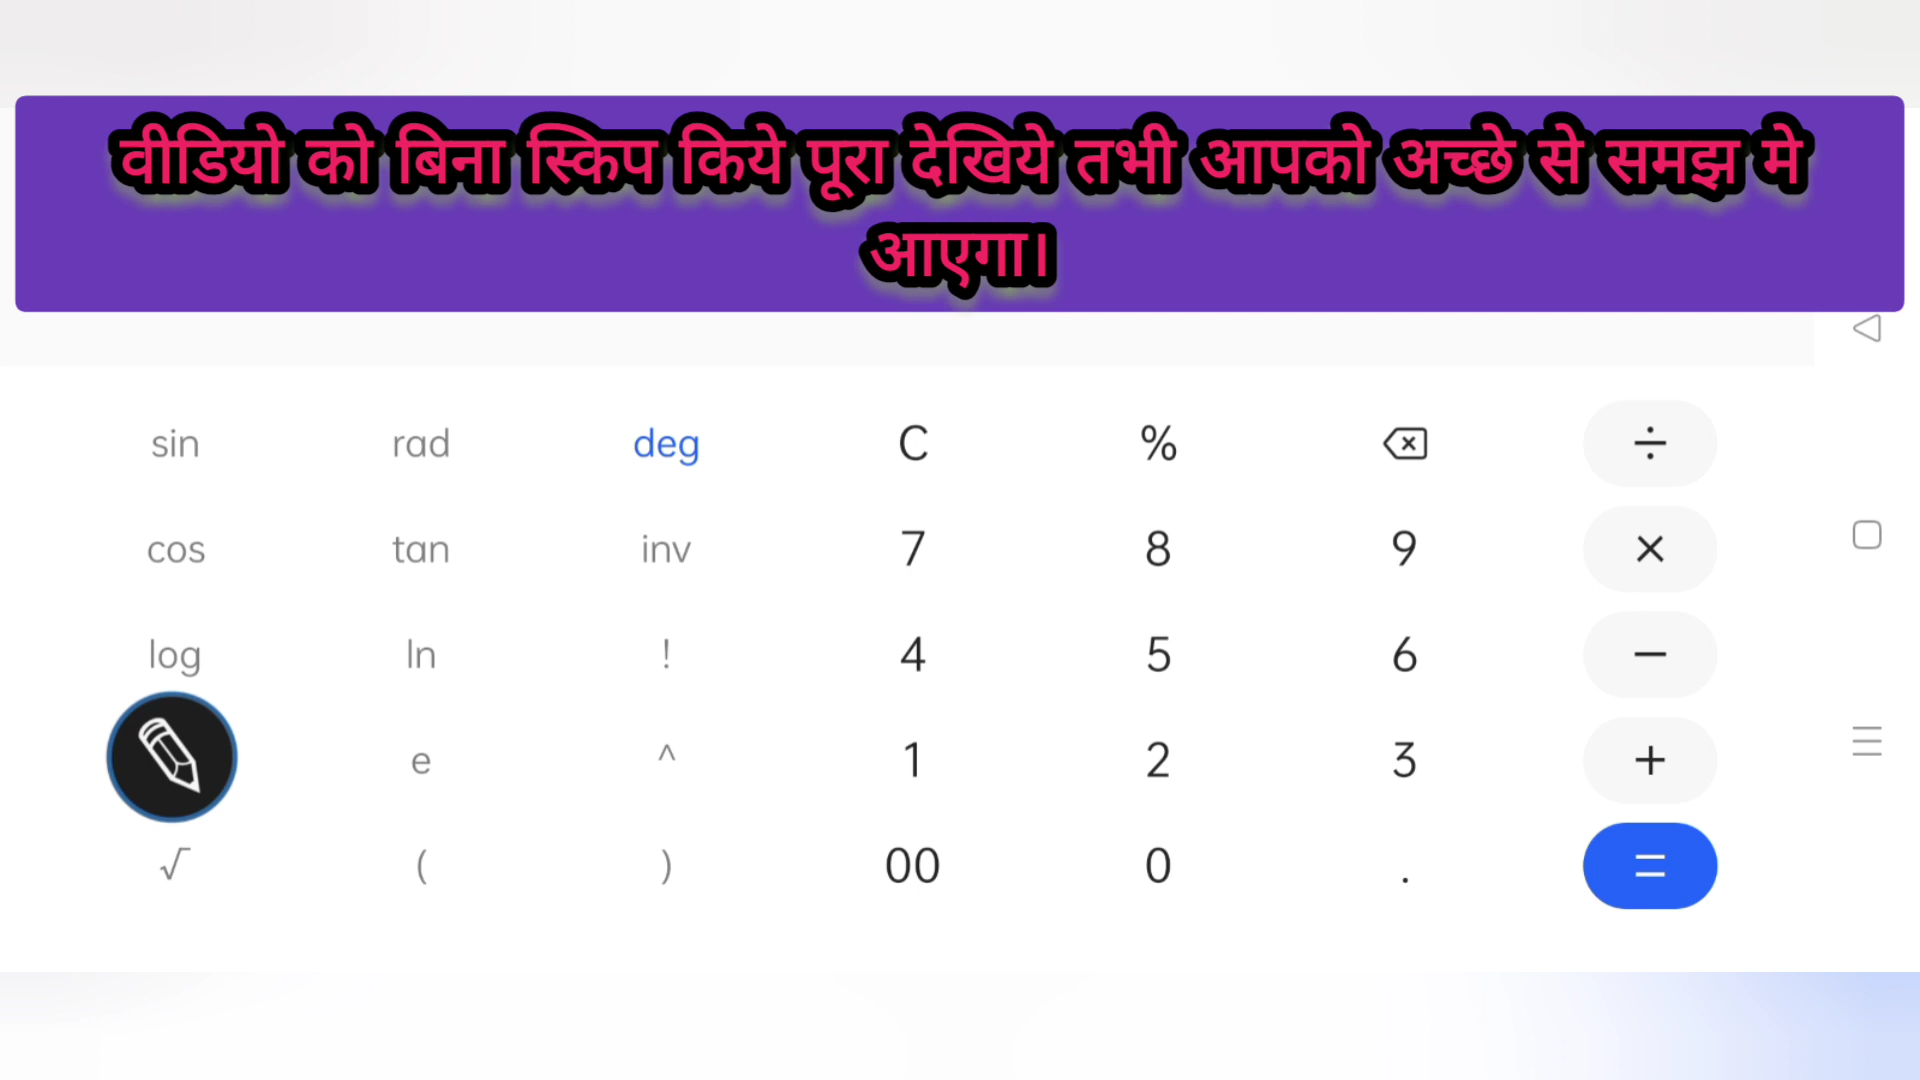 वीडियो को बिना स्किप किये पूरा देखिये तभी आपको अच्छे से समझ मे
आएगा।
sin rad deg C % ÷
cos tan inv 7 8 9 ×
log ln ! 4 5 6 −
e ^ 1 2 3 +
√ ( ) 00 0 . =